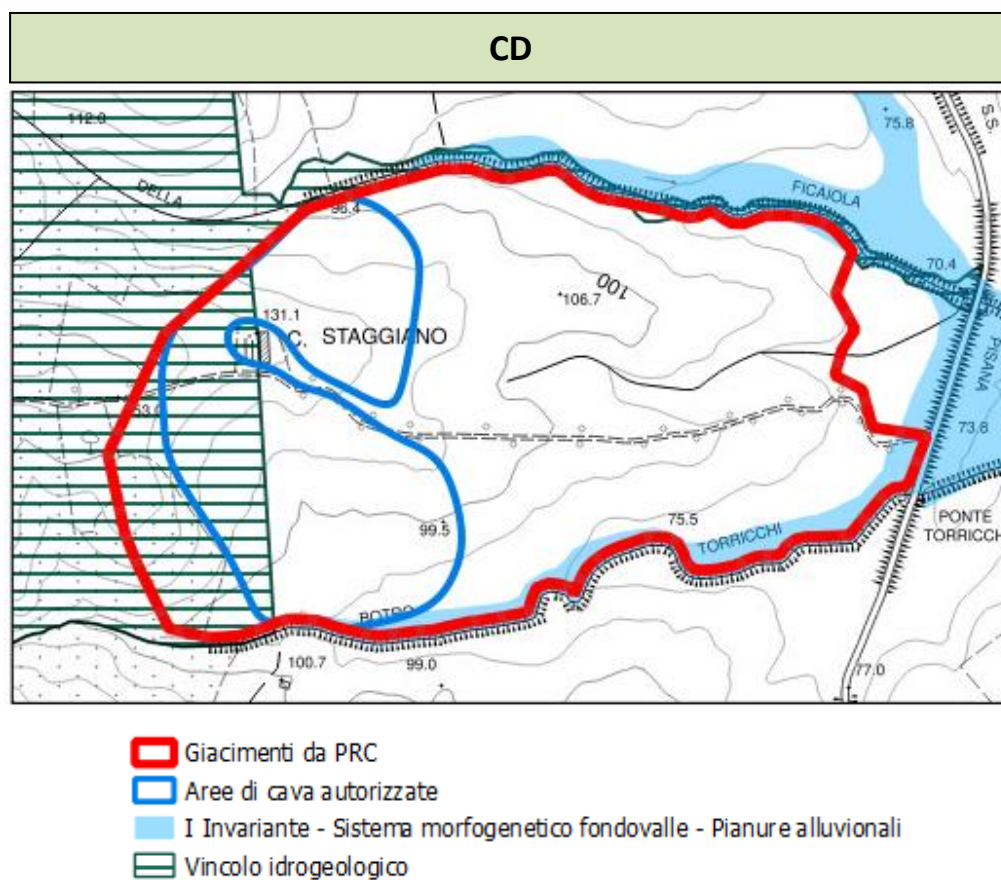 CD
112.0
75.8
S.S.
DELLA
FICAIOLA
96.4
70.4
100
106.7
131.1
C. STAGGIANO
PISANA
73.8
99.5
75.5
TORRICCHI
PONTE
TORRICCH
BOTRO
100.7
99.0
77.0
Giacimenti da PRC
Aree di cava autorizzate
I Invariante - Sistema morfogenetico fondovalle - Pianure alluvionali
Vincolo idrogeologico